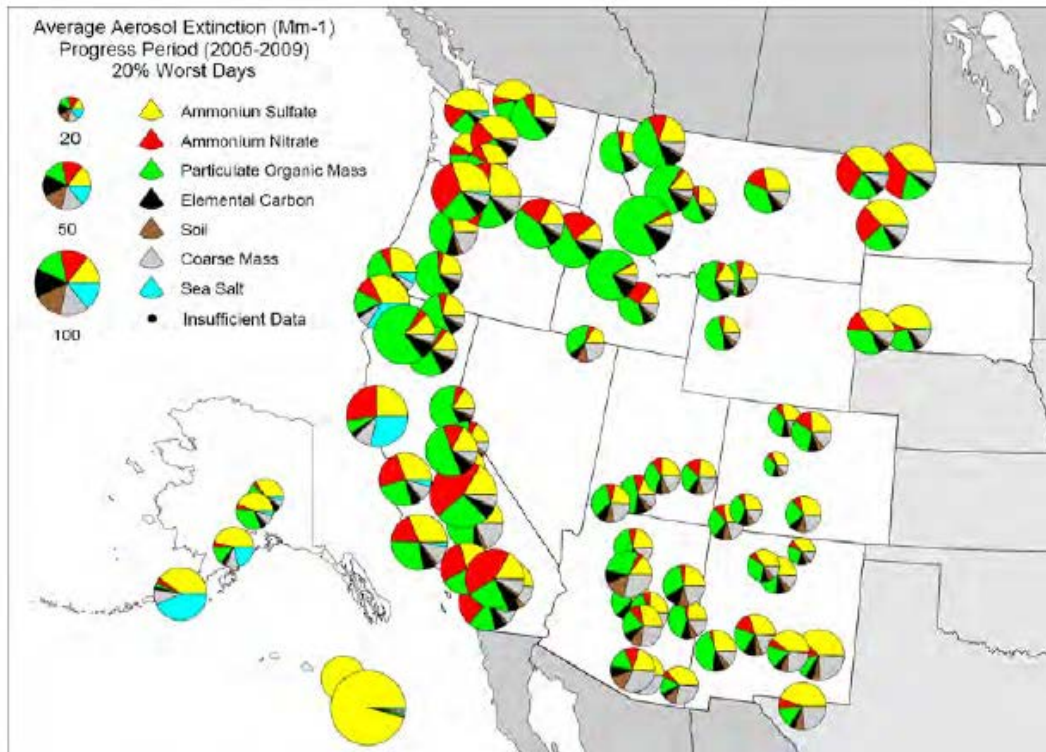 Average Aerosol Extinction (Mm-1)
Progress Period (2005-2009)
20% Worst Days
20
50
100
Ammoniun Sulfate
Ammonium Nitrate
Particulate Organic Mass
Elemental Carbon
Soil
Coarse Mass
Sea Salt
Insufficient Data